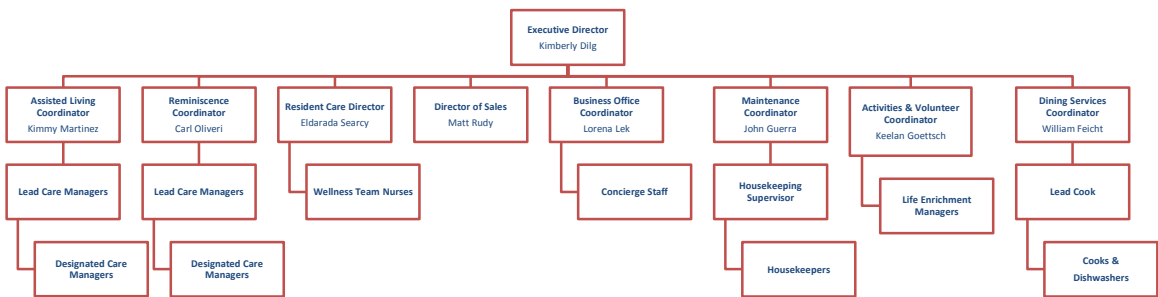 Executive Director
Kimberly Dilg
Assisted Living
Coordinator
Kimmy Martinez
Reminiscence
Coordinator
Carl Oliveri
Resident Care Director
Eldarada Searcy
Director of Sales
Matt Rudy
Business Office
Coordinator
Lorena Lek
Maintenance
Coordinator
John Guerra
Activities & Volunteer
Coordinator
Keelan Goettsch
Dining Services
Coordinator
William Feicht
Lead Care Managers
Lead Care Managers
Wellness Team Nurses
Concierge Staff
Housekeeping
Supervisor
Life Enrichment
Managers
Lead Cook
Designated Care
Managers
Designated Care
Managers
Housekeepers
Cooks &
Dishwashers